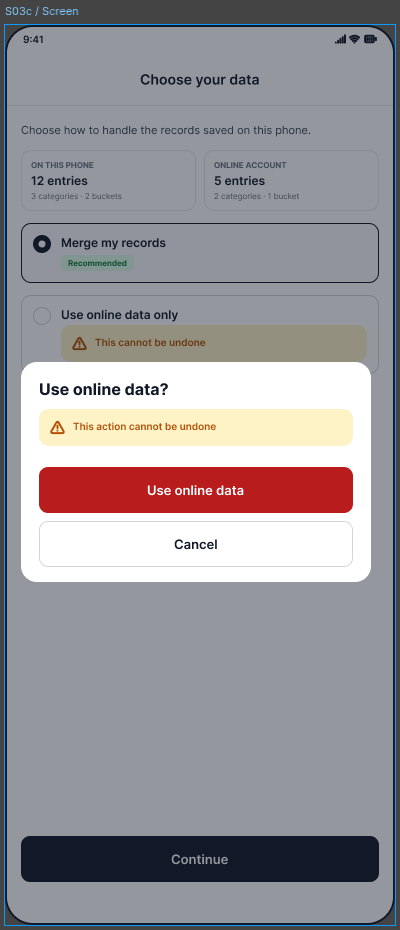 S03c / Screen
9:41
Choose your data
Choose how to handle the records saved on this phone.
ON THIS PHONE
12 entries
3 categories · 2 buckets
ONLINE ACCOUNT
5 entries
2 categories · 1 bucket
Merge my records
Recommended
Use online data only
This cannot be undone
Use online data?
This action cannot be undone
Use online data
Cancel
Continue